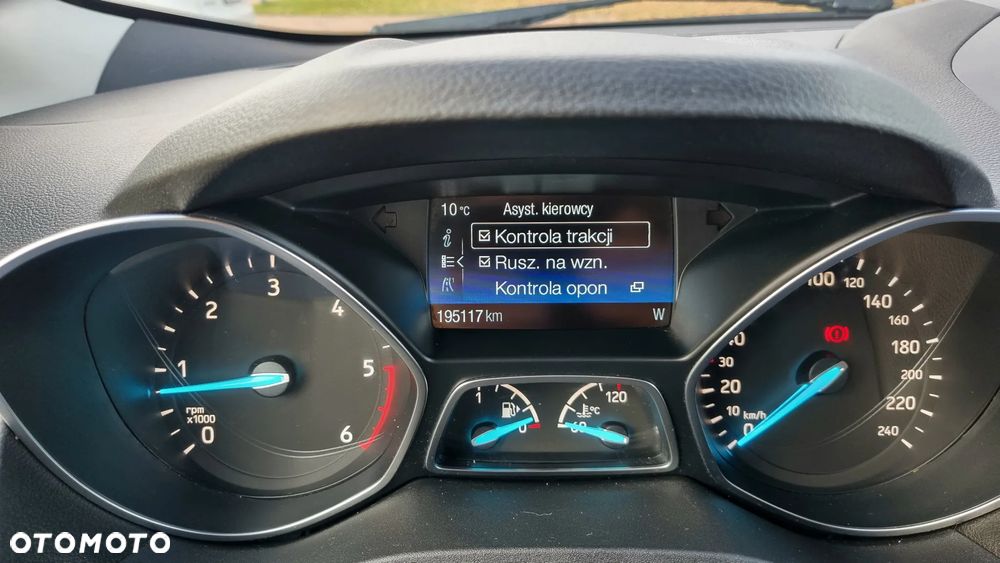 10 °C Asyst. kierowcy
Kontrola trakcji
Rusz. na wzn.
Kontrola opon
195117 km W
0 1 2 3 4 5 6
rpm
x1000
1 0
60 120
°C
0 10 20 30 40 100 120 140 160 180 200 220 240
km/h
OTOMOTO